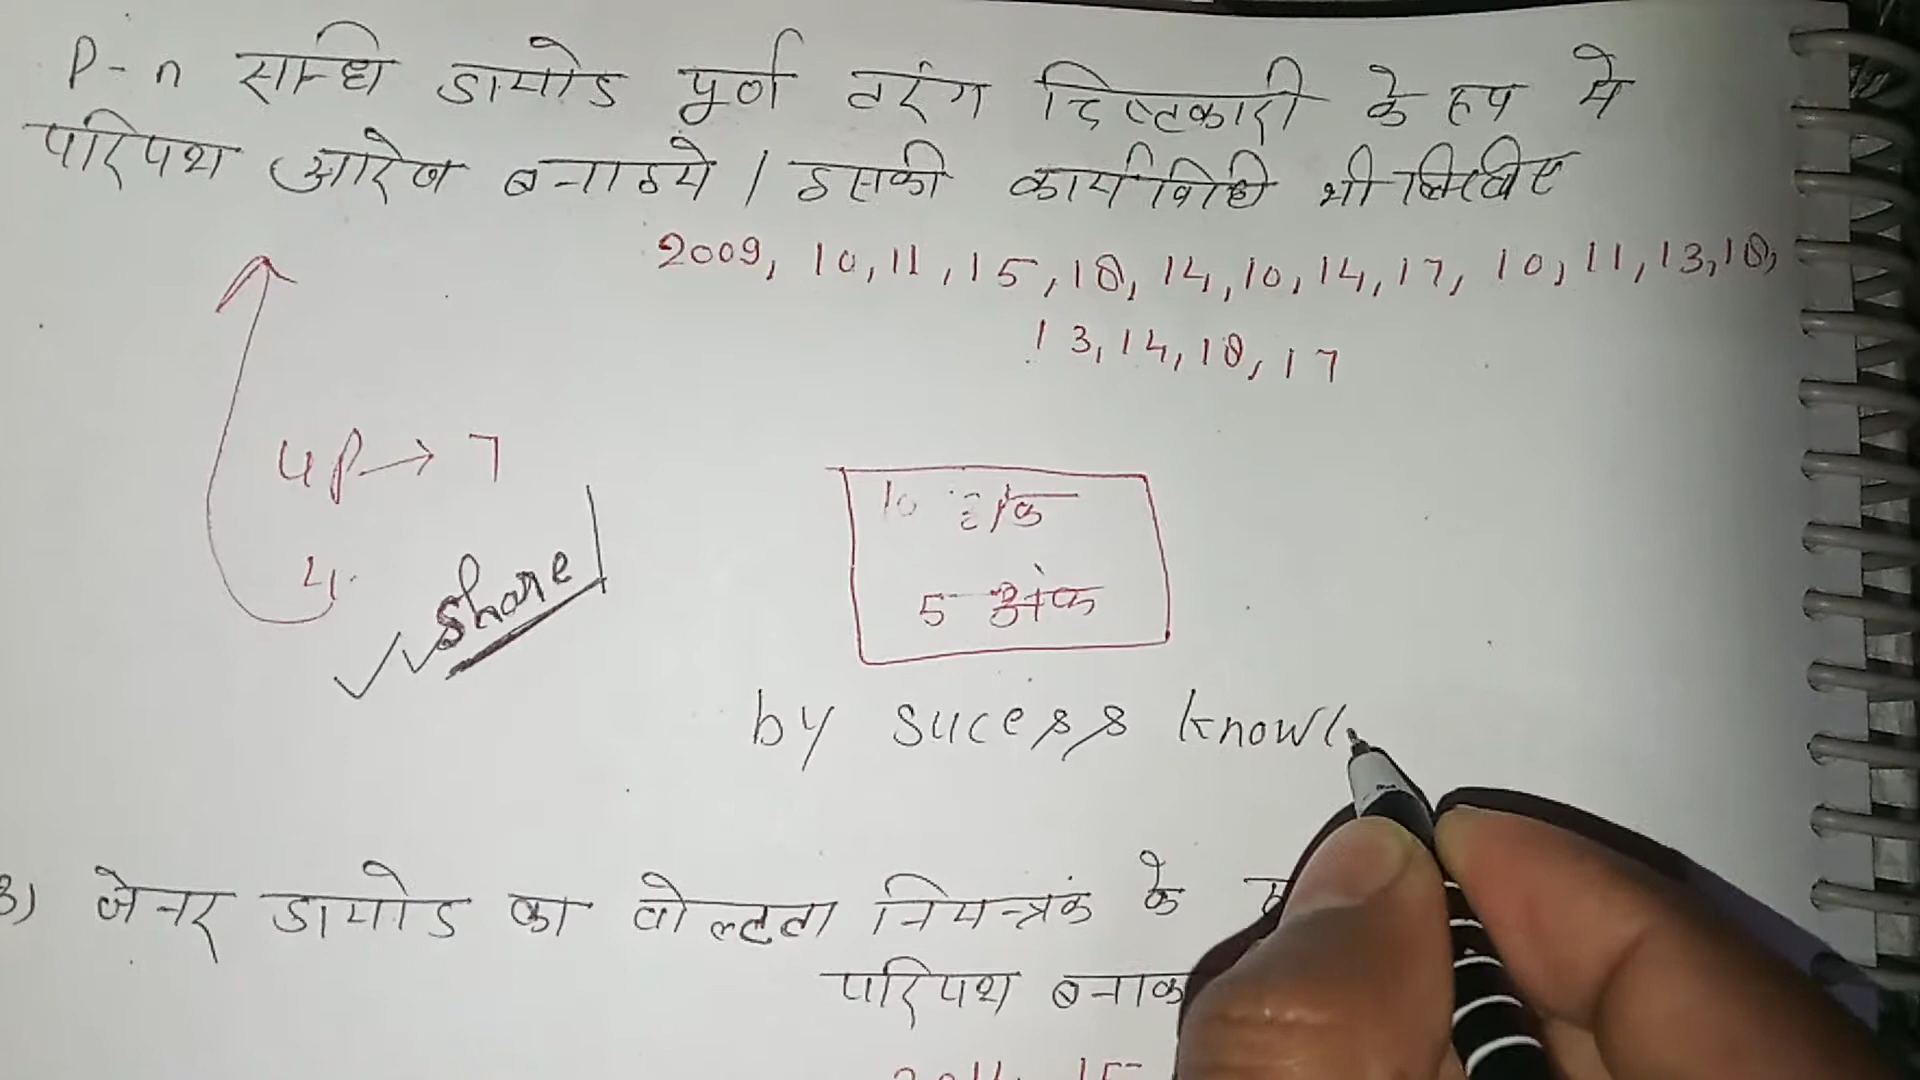 P-n सन्धि डायोड पूर्ण तरंग दिष्टकारी के रूप मे
परिपथ आरेख बनाइये। इसकी कार्यविधि भी लिखिए
2009, 10, 11, 15, 18, 14, 10, 14, 17, 10, 11, 13, 18,
13, 14, 18, 17
up → 7
4
share
10
5 अंक
by sucess knowl
3) जेनर डायोड का वोल्टता नियन्त्रकं के
परिपथ बनाक